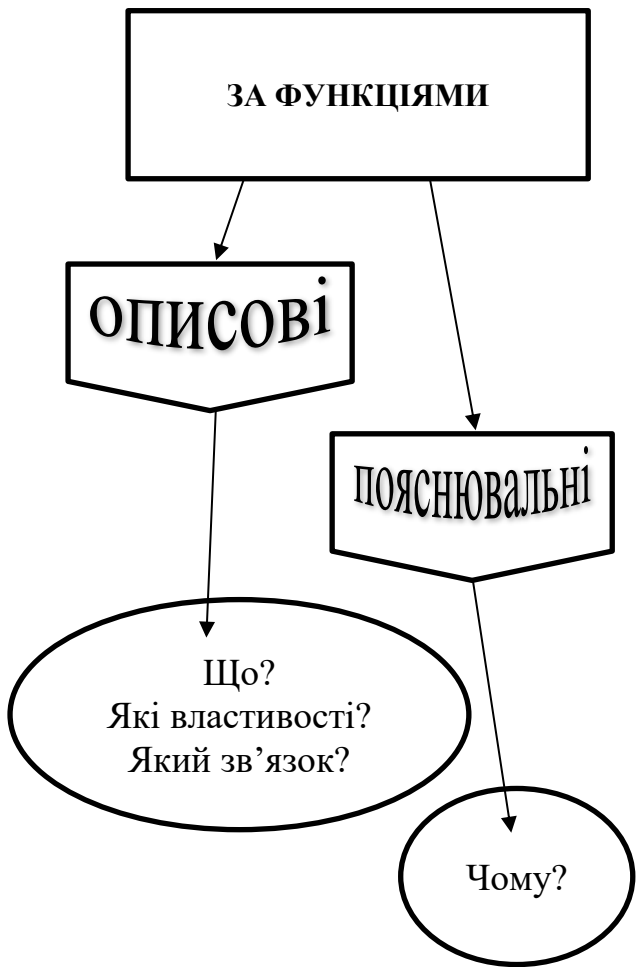 ЗА ФУНКЦІЯМИ
описові
пояснювальні
Що?
Які властивості?
Який зв’язок?
Чому?